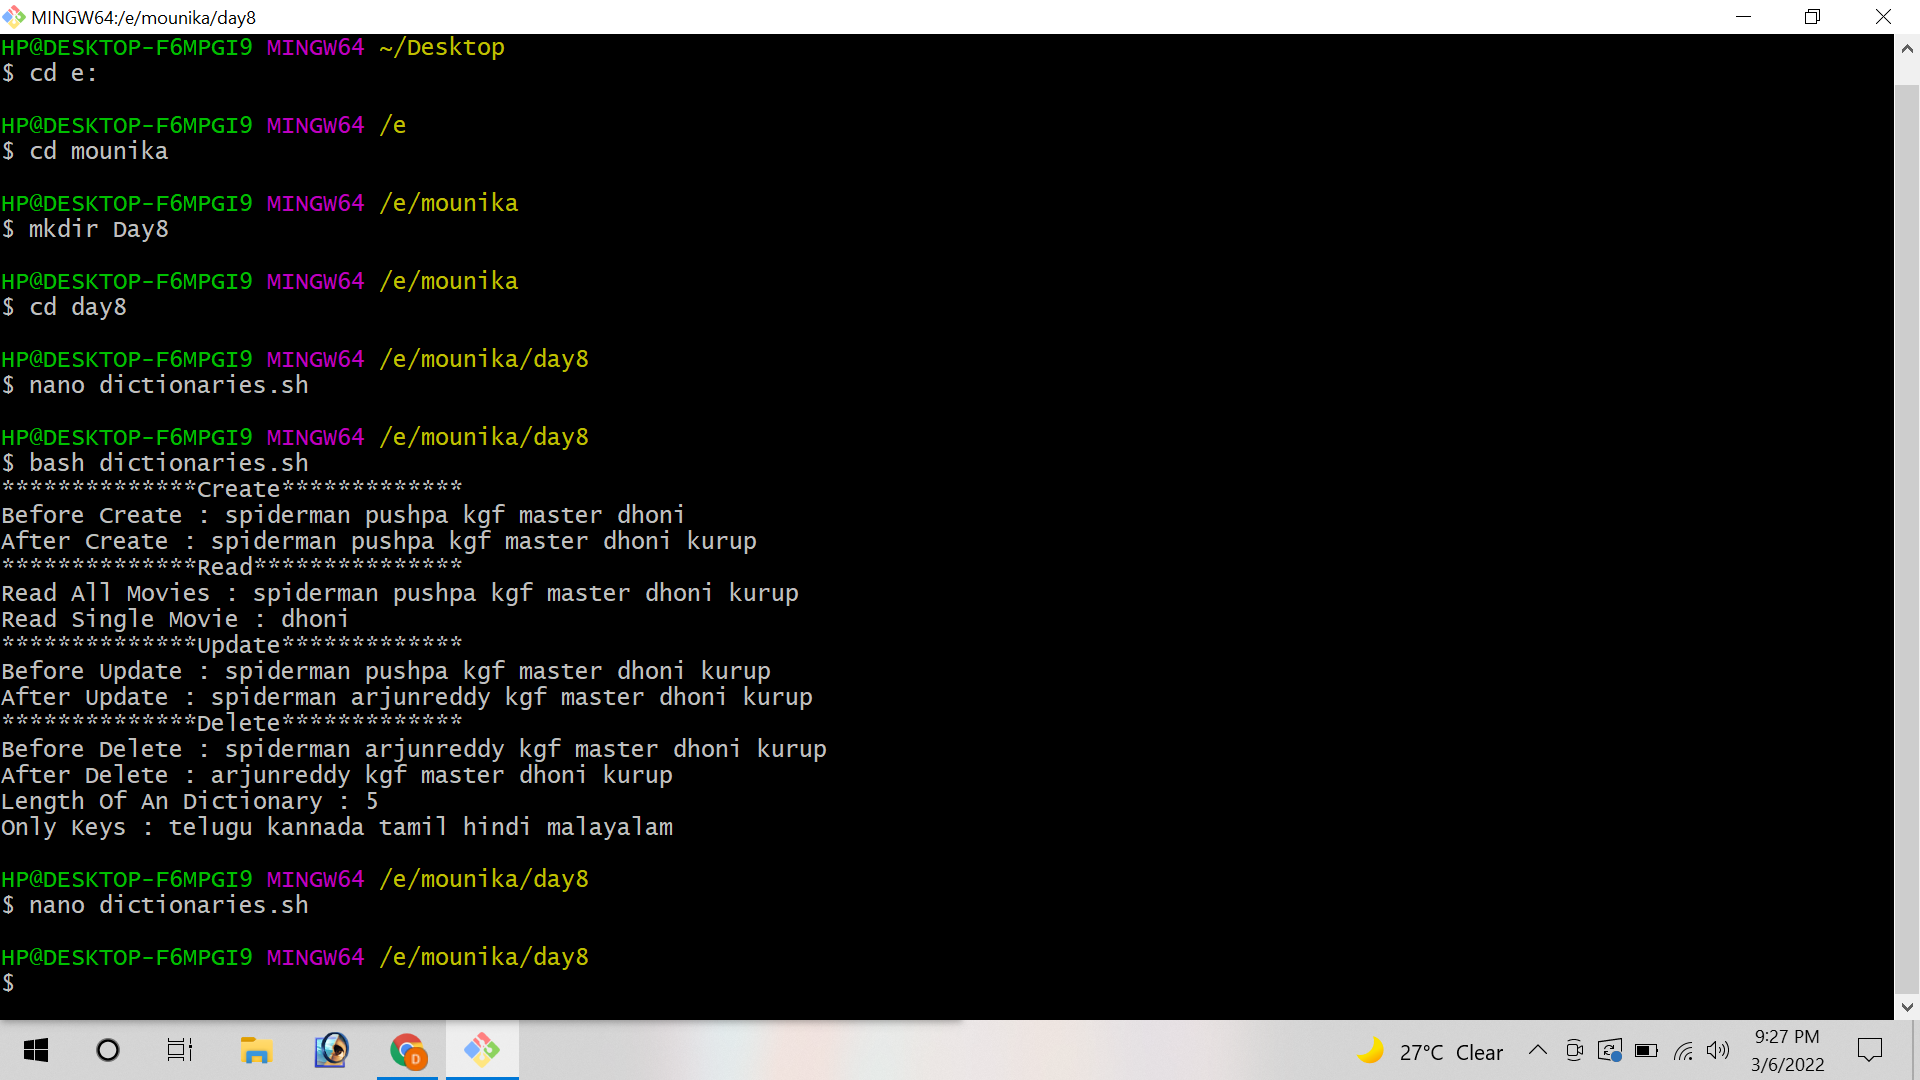 MINGW64:/e/mounika/day8
HP@DESKTOP-F6MPGI9 MINGW64 ~/Desktop
$ cd e:
HP@DESKTOP-F6MPGI9 MINGW64 /e
$ cd mounika
HP@DESKTOP-F6MPGI9 MINGW64 /e/mounika
$ mkdir Day8
HP@DESKTOP-F6MPGI9 MINGW64 /e/mounika
$ cd day8
HP@DESKTOP-F6MPGI9 MINGW64 /e/mounika/day8
$ nano dictionaries.sh
HP@DESKTOP-F6MPGI9 MINGW64 /e/mounika/day8
$ bash dictionaries.sh
**************Create*************
Before Create : spiderman pushpa kgf master dhoni
After Create : spiderman pushpa kgf master dhoni kurup
**************Read***************
Read All Movies : spiderman pushpa kgf master dhoni kurup
Read Single Movie : dhoni
**************Update*************
Before Update : spiderman pushpa kgf master dhoni kurup
After Update : spiderman arjunreddy kgf master dhoni kurup
**************Delete*************
Before Delete : spiderman arjunreddy kgf master dhoni kurup
After Delete : arjunreddy kgf master dhoni kurup
Length Of An Dictionary : 5
Only Keys : telugu kannada tamil hindi malayalam
HP@DESKTOP-F6MPGI9 MINGW64 /e/mounika/day8
$ nano dictionaries.sh
HP@DESKTOP-F6MPGI9 MINGW64 /e/mounika/day8
$
D
27°C Clear
9:27 PM
3/6/2022